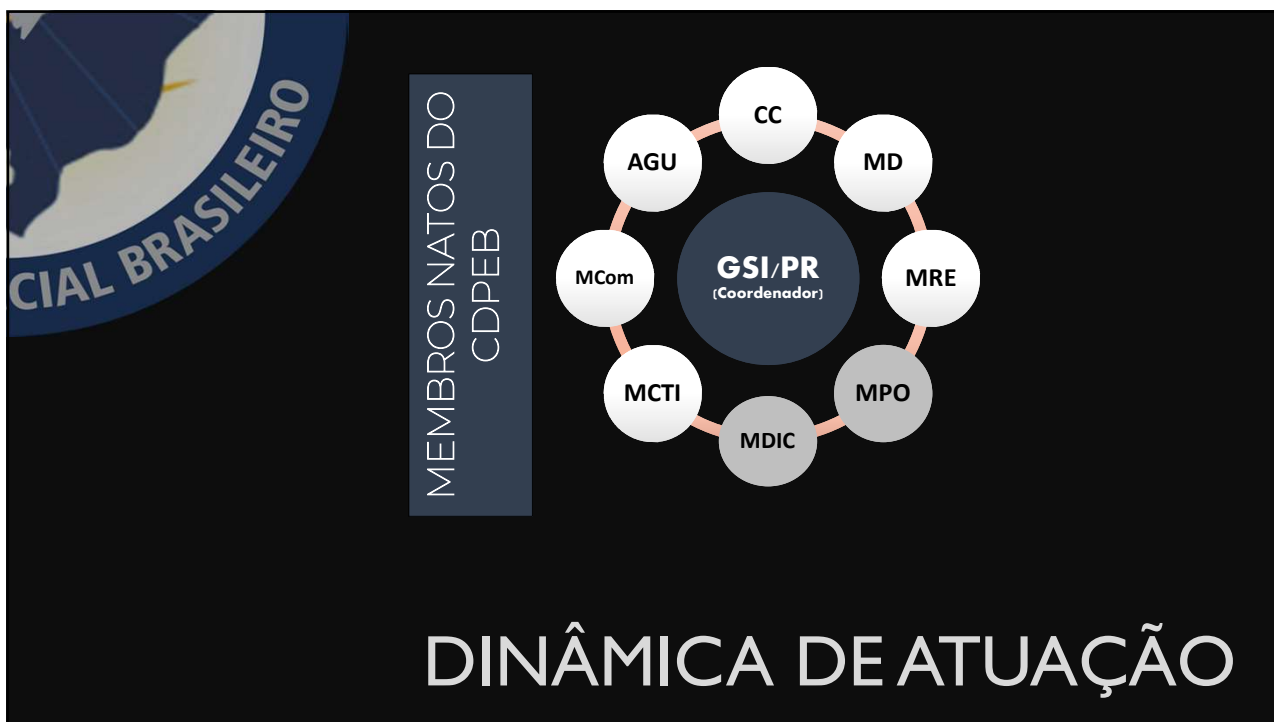 CIAL BRASILEIRO
MEMBROS NATOS DO
CDPEB
CC
AGU
MD
MCom
GSI/PR
(Coordenador)
MRE
MCTI
MPO
MDIC
DINÂMICA DE ATUAÇÃO